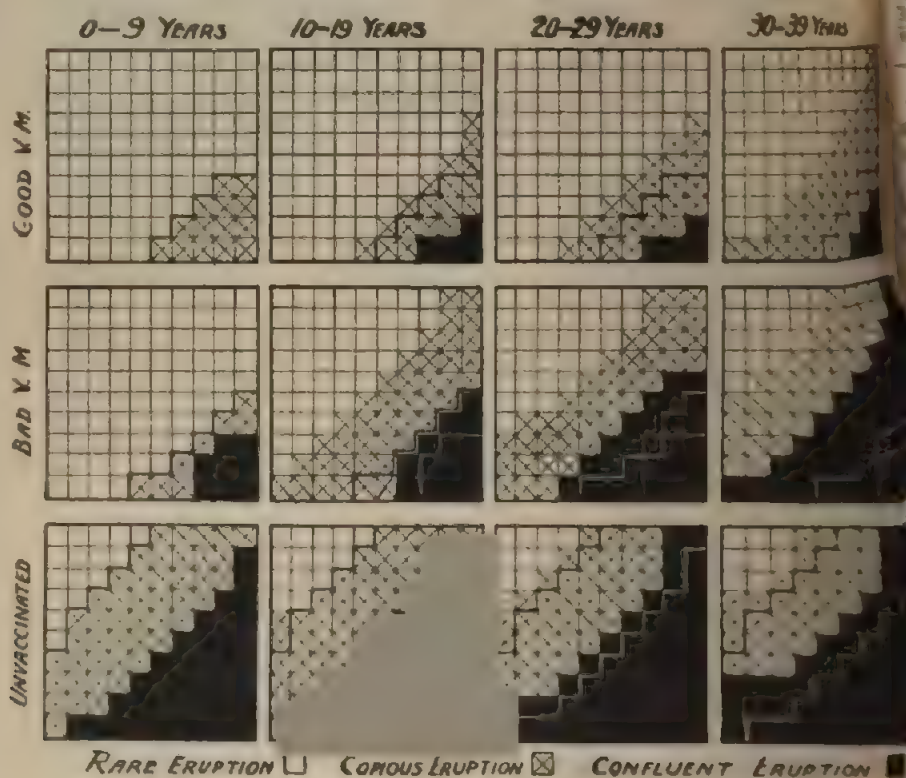 0-9 YEARS 10-19 YEARS 20-29 YEARS 30-39 YEARS
GOOD V. M.
BAD V. M
UNVACCINATED
RARE ERUPTION COPIOUS ERUPTION CONFLUENT ERUPTION